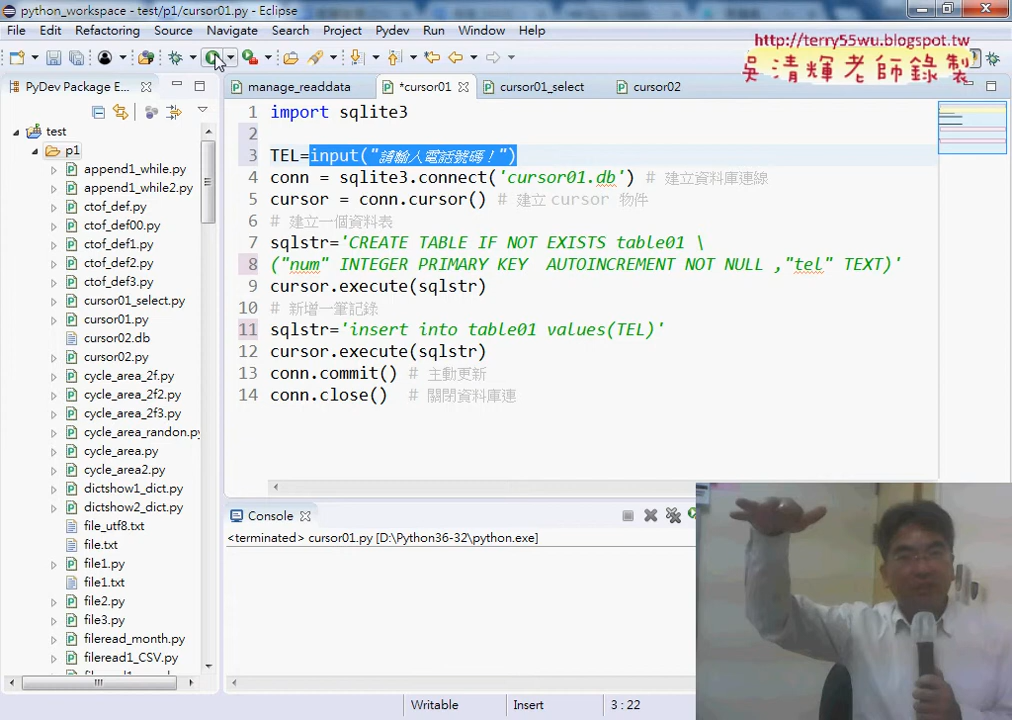 python_workspace - test/p1/cursor01.py - Eclipse
File Edit Refactoring Source Navigate Search Project Pydev Run Window Help
http://terry55wu.blogspot.tw
吳清輝老師錄製
PyDev Package E...
manage_readdata
*cursor01
cursor01_select
cursor02
test
p1
append1_while.py
append1_while2.py
ctof_def.py
ctof_def00.py
ctof_def1.py
ctof_def2.py
ctof_def3.py
cursor01_select.py
cursor01.py
cursor02.db
cursor02.py
cycle_area_2f.py
cycle_area_2f2.py
cycle_area_2f3.py
cycle_area_randon.py
cycle_area.py
cycle_area2.py
dictshow1_dict.py
dictshow2_dict.py
file_utf8.txt
file.txt
file1.py
file1.txt
file2.py
file3.py
fileread_month.py
fileread1_CSV.py
1 import sqlite3
2
3 TEL=input("請輸入電話號碼！")
4 conn = sqlite3.connect('cursor01.db') # 建立資料庫連線
5 cursor = conn.cursor() # 建立 cursor 物件
6 # 建立一個資料表
7 sqlstr='CREATE TABLE IF NOT EXISTS table01 \
8 ("num" INTEGER PRIMARY KEY  AUTOINCREMENT NOT NULL ,"tel" TEXT)'
9 cursor.execute(sqlstr)
10 # 新增一筆記錄
11 sqlstr='insert into table01 values(TEL)'
12 cursor.execute(sqlstr)
13 conn.commit() # 主動更新
14 conn.close()  # 關閉資料庫連
Console
<terminated> cursor01.py [D:\Python36-32\python.exe]
Writable Insert 3 : 22